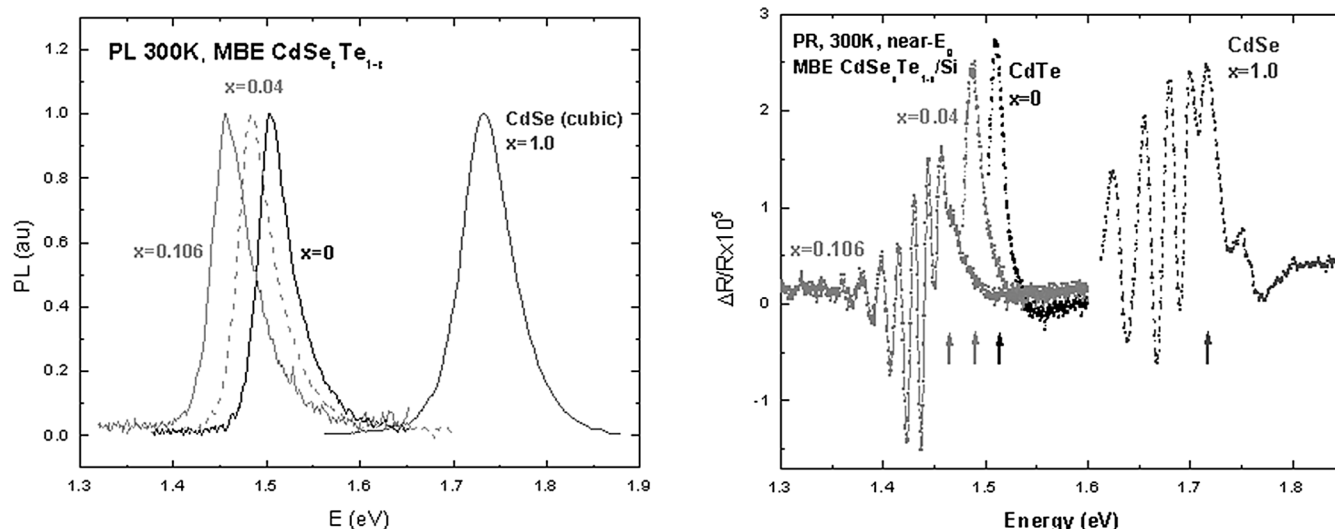 PL 300K, MBE CdSeₓTe₁₋ₓ
x=0.04
CdSe (cubic)
x=1.0
x=0.106
x=0
PL (au)
1.2
1.0
0.8
0.6
0.4
0.2
0.0
1.3 1.4 1.5 1.6 1.7 1.8 1.9
E (eV)
PR, 300K, near-E₀
MBE CdSeₓTe₁₋ₓ/Si
CdTe
x=0
CdSe
x=1.0
x=0.04
x=0.106
ΔR/Rx10⁵
3
2
1
0
-1
1.3 1.4 1.5 1.6 1.7 1.8
Energy (eV)